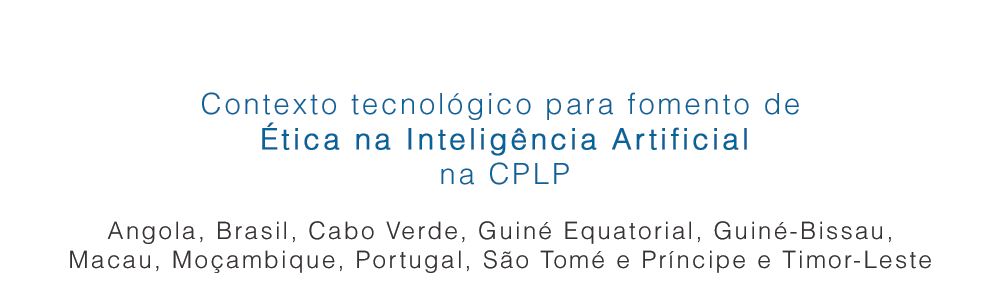 Contexto tecnológico para fomento de
Ética na Inteligência Artificial
na CPLP
Angola, Brasil, Cabo Verde, Guiné Equatorial, Guiné-Bissau,
Macau, Moçambique, Portugal, São Tomé e Príncipe e Timor-Leste